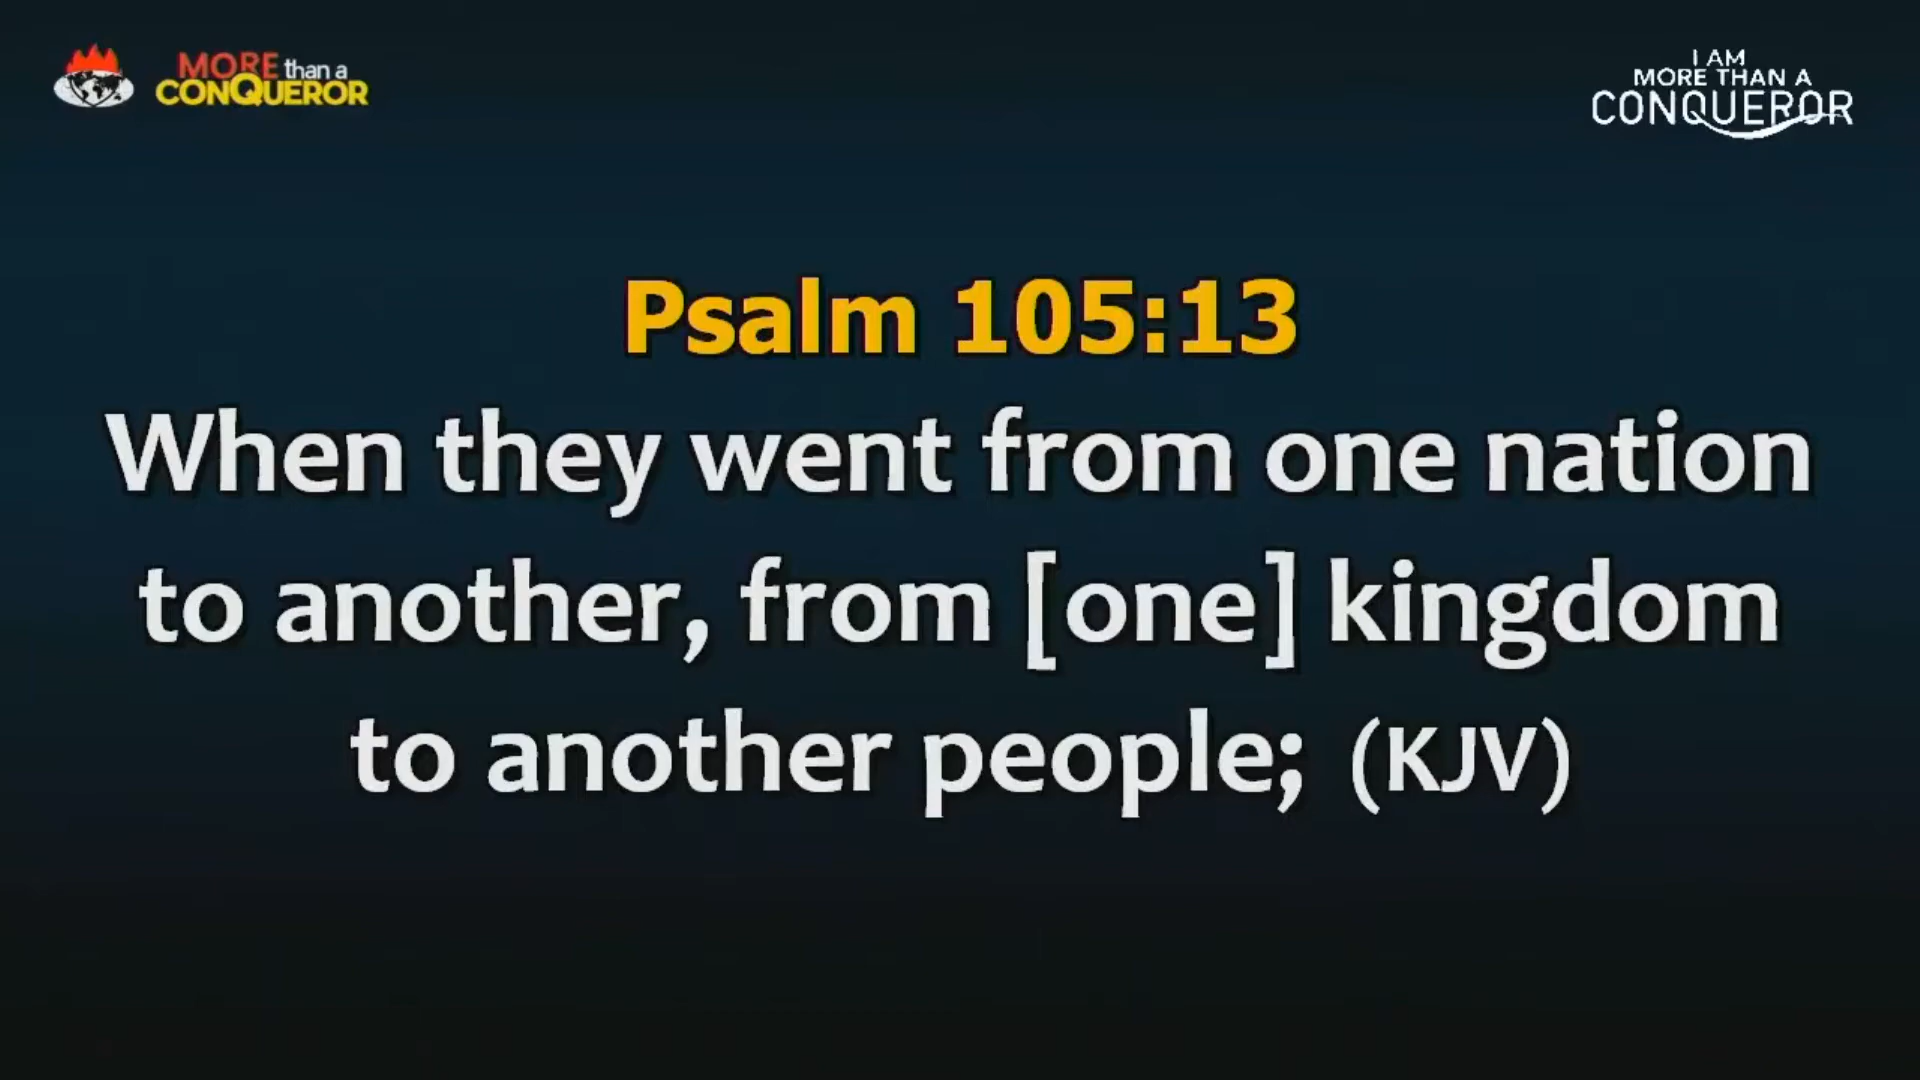 MORE than a
CONQUEROR
I AM
MORE THAN A
CONQUEROR
Psalm 105:13
When they went from one nation
to another, from [one] kingdom
to another people; (KJV)